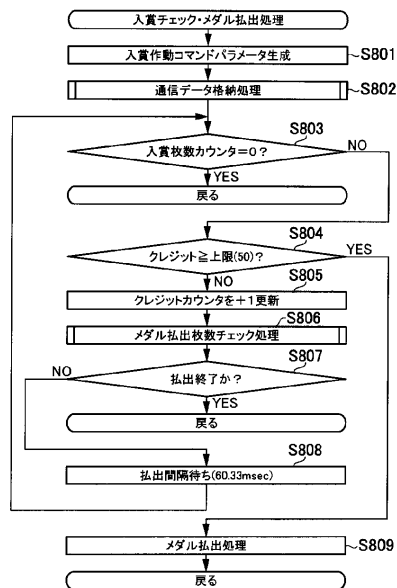 入賞チェック・メダル払出処理
入賞作動コマンドパラメータ生成
S801
通信データ格納処理
S802
S803
入賞枚数カウンタ=0?
NO
YES
戻る
S804
クレジット≧上限(50)?
YES
NO
S805
クレジットカウンタを+1更新
S806
メダル払出枚数チェック処理
S807
NO
払出終了か?
YES
戻る
S808
払出間隔待ち(60.33msec)
メダル払出処理
S809
戻る